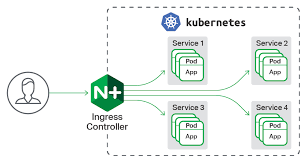 kubernetes
Service 1
Pod
App
Service 2
Pod
App
N+
Ingress
Controller
Service 3
Pod
App
Service 4
Pod
App